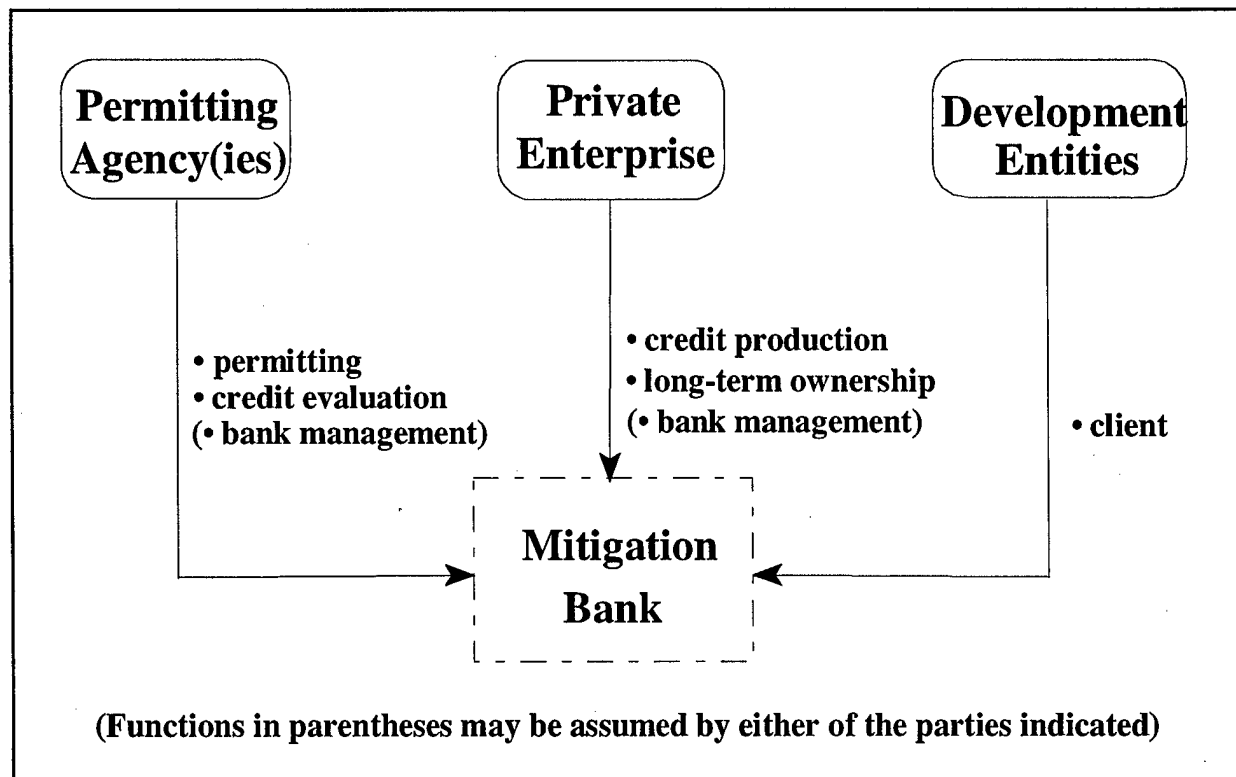 Permitting
Agency(ies)
Private
Enterprise
Development
Entities
• permitting
• credit evaluation
(• bank management)
• credit production
• long-term ownership
(• bank management)
• client
Mitigation
Bank
(Functions in parentheses may be assumed by either of the parties indicated)